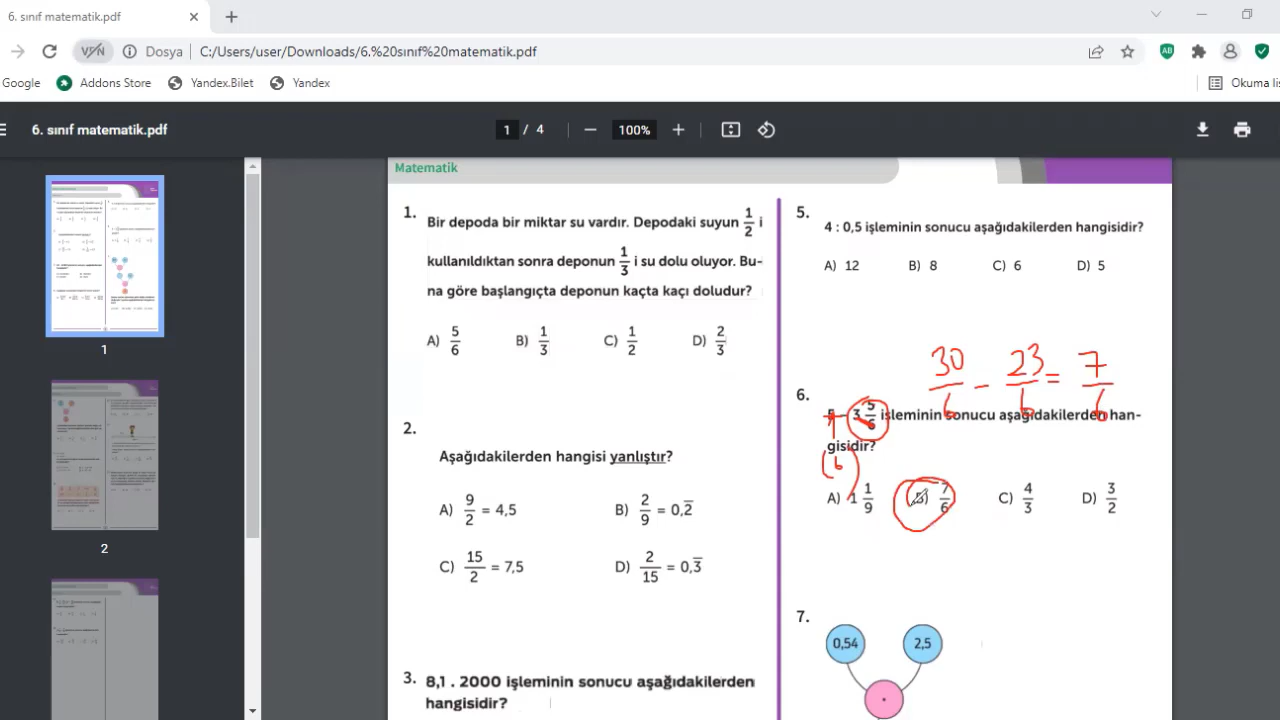 6. sınıf matematik.pdf
VPN Dosya C:/Users/user/Downloads/6.%20sınıf%20matematik.pdf
Google Addons Store Yandex.Bilet Yandex Okuma lis
6. sınıf matematik.pdf 1 / 4 100%
1
2
Matematik
1. Bir depoda bir miktar su vardır. Depodaki suyun 1/2 i
kullanıldıktan sonra deponun 1/3 i su dolu oluyor. Bu-
na göre başlangıçta deponun kaçta kaçı doludur?
A) 5/6 B) 1/3 C) 1/2 D) 2/3
2.
Aşağıdakilerden hangisi yanlıştır?
A) 9/2 = 4,5 B) 2/9 = 0,2̅
C) 15/2 = 7,5 D) 2/15 = 0,3̅
3. 8,1 . 2000 işleminin sonucu aşağıdakilerden
hangisidir?
5.
4 : 0,5 işleminin sonucu aşağıdakilerden hangisidir?
A) 12 B) 8 C) 6 D) 5
30/6 - 23/6 = 7/6
6.
5 - 3 5/6 işleminin sonucu aşağıdakilerden han-
gisidir?
(6)
A) 1 1/9 B) 7/6 C) 4/3 D) 3/2
7.
0,54 2,5